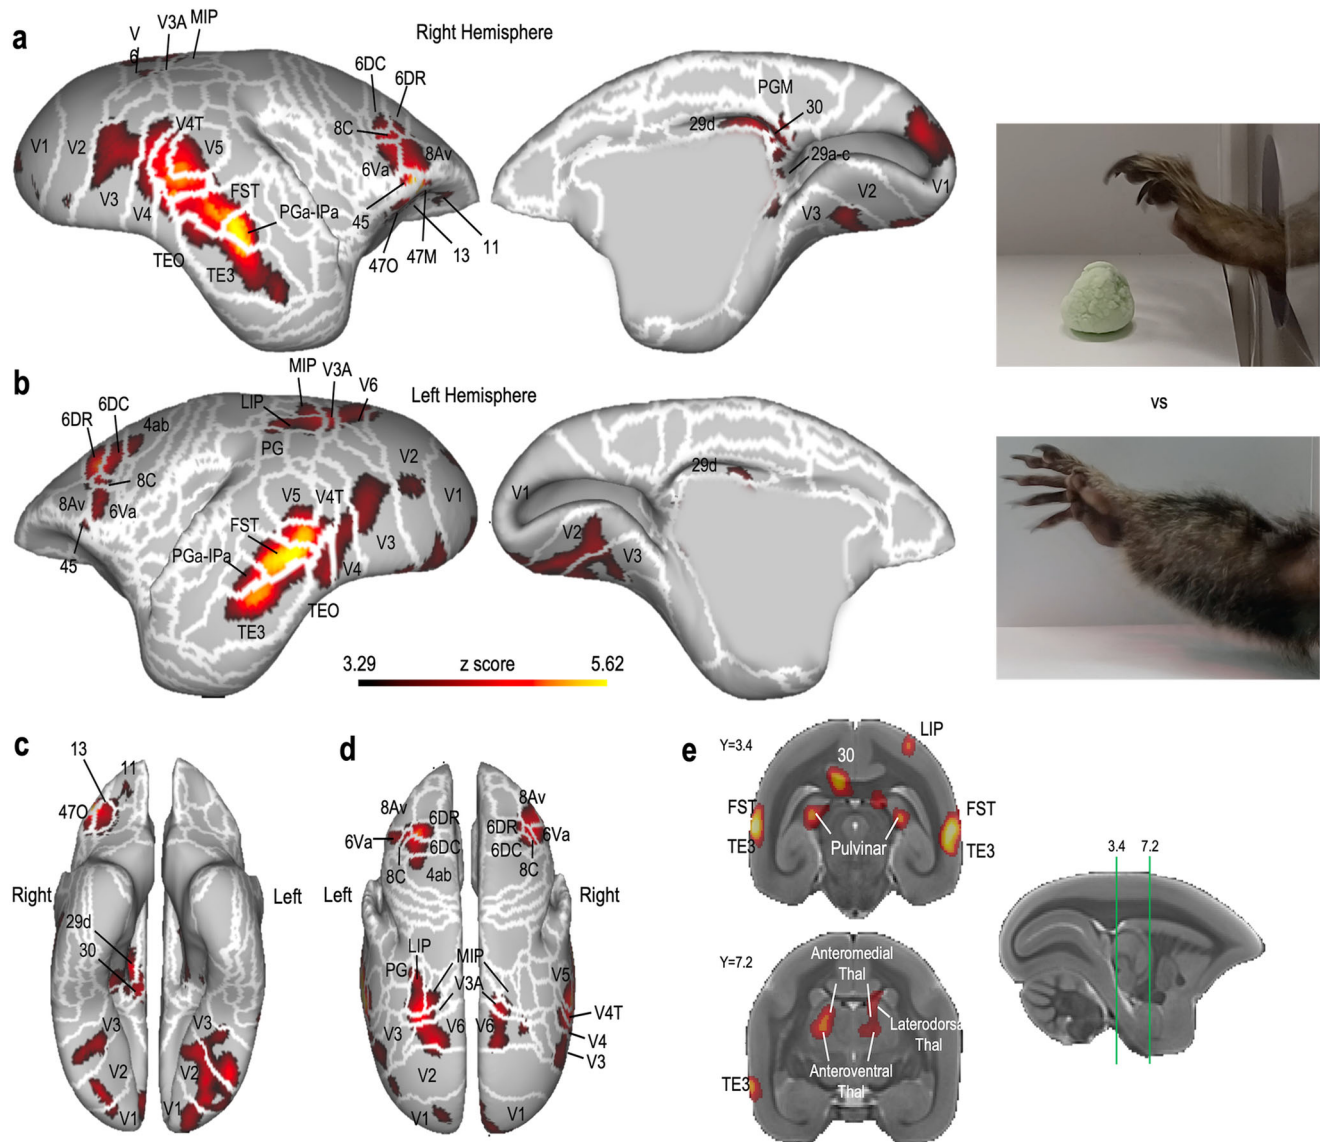 a
Right Hemisphere
V6
V3A
MIP
6DC
6DR
8C
8Av
6Va
V1
V2
V4T
V5
V3
V4
FST
PGa-IPa
TEO
TE3
45
47O
47M
13
11
PGM
30
29d
29a-c
V2
V1
V3
vs
b
Left Hemisphere
MIP
V3A
V6
LIP
PG
6DR
6DC
4ab
8C
8Av
6Va
45
V2
V1
V5
V4T
FST
PGa-IPa
V3
V4
TEO
TE3
29d
V1
V2
V3
3.29
z score
5.62
c
13
11
47O
Right
Left
29d
30
V3
V3
V2
V2
V1
V1
d
8Av
8Av
6DR
6DR
6Va
6Va
6DC
6DC
8C
8C
4ab
Left
Right
LIP
PG
MIP
V3A
V5
V4T
V3
V6
V6
V4
V3
V2
V1
V1
e
Y=3.4
LIP
30
FST
FST
TE3
TE3
Pulvinar
3.4
7.2
Y=7.2
Anteromedial
Thal
Laterodorsa
Thal
Anteroventral
Thal
TE3